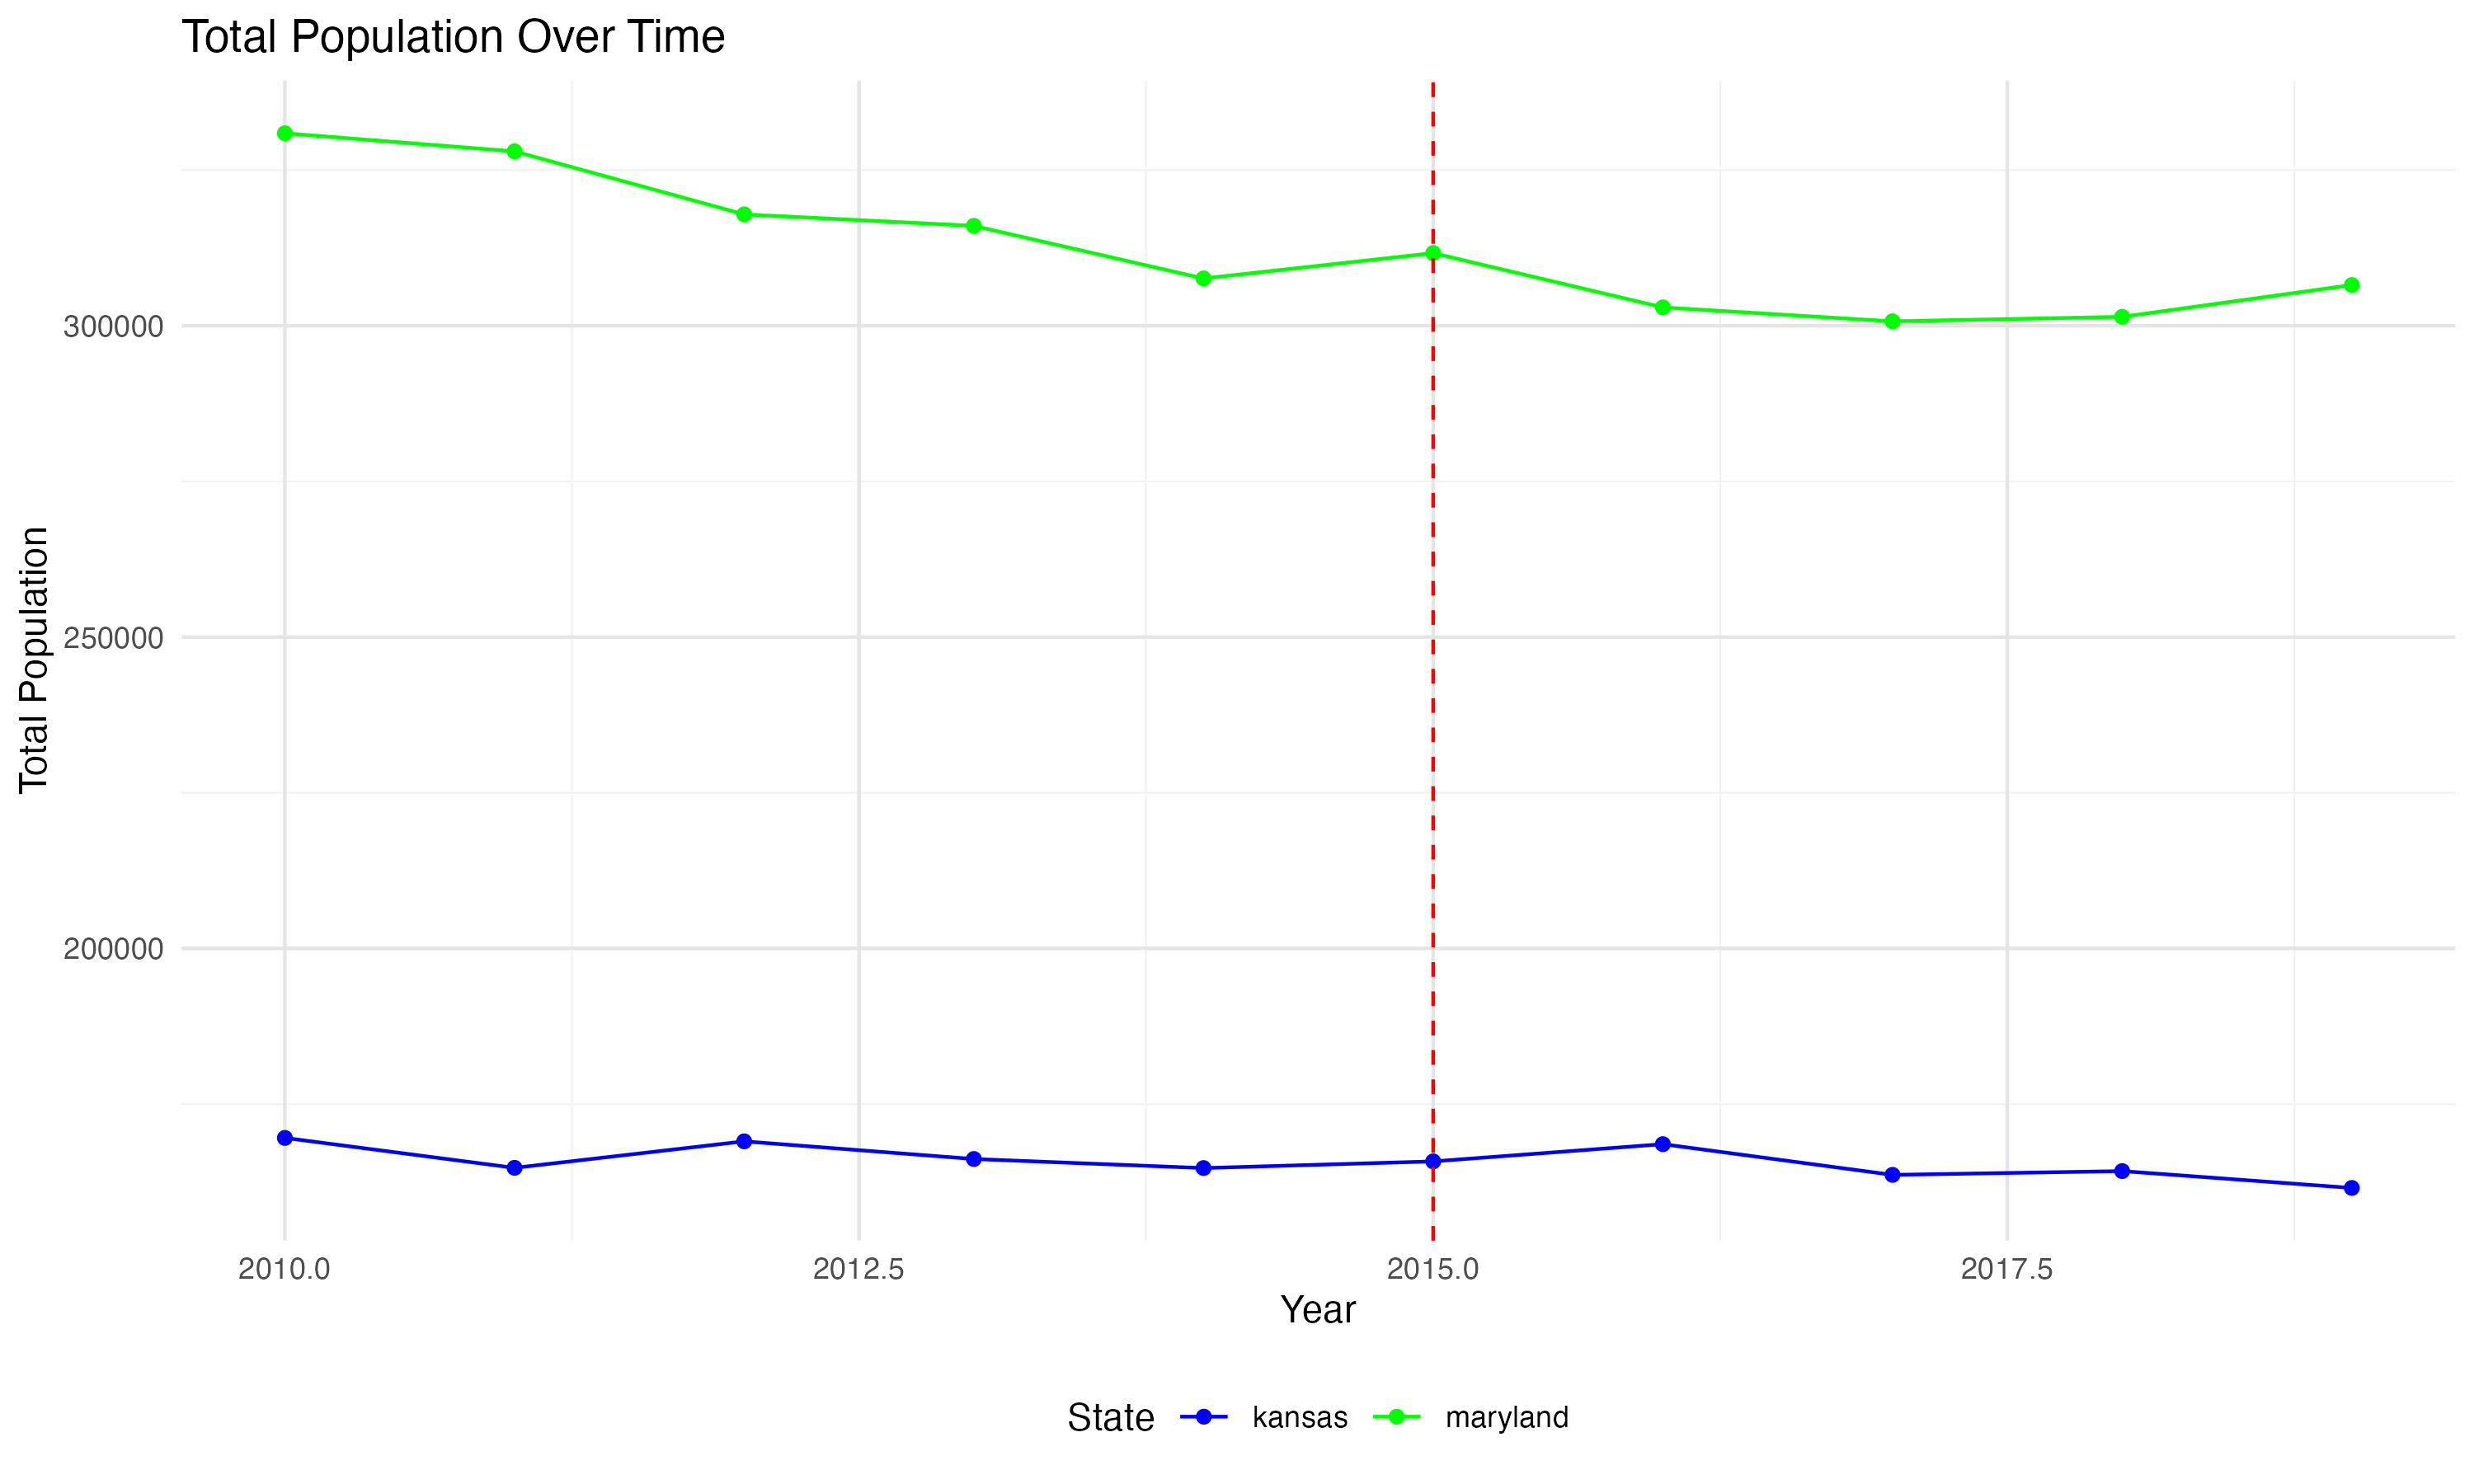 Total Population Over Time
Total Population
300000
250000
200000
2010.0 2012.5 2015.0 2017.5
Year
State kansas maryland